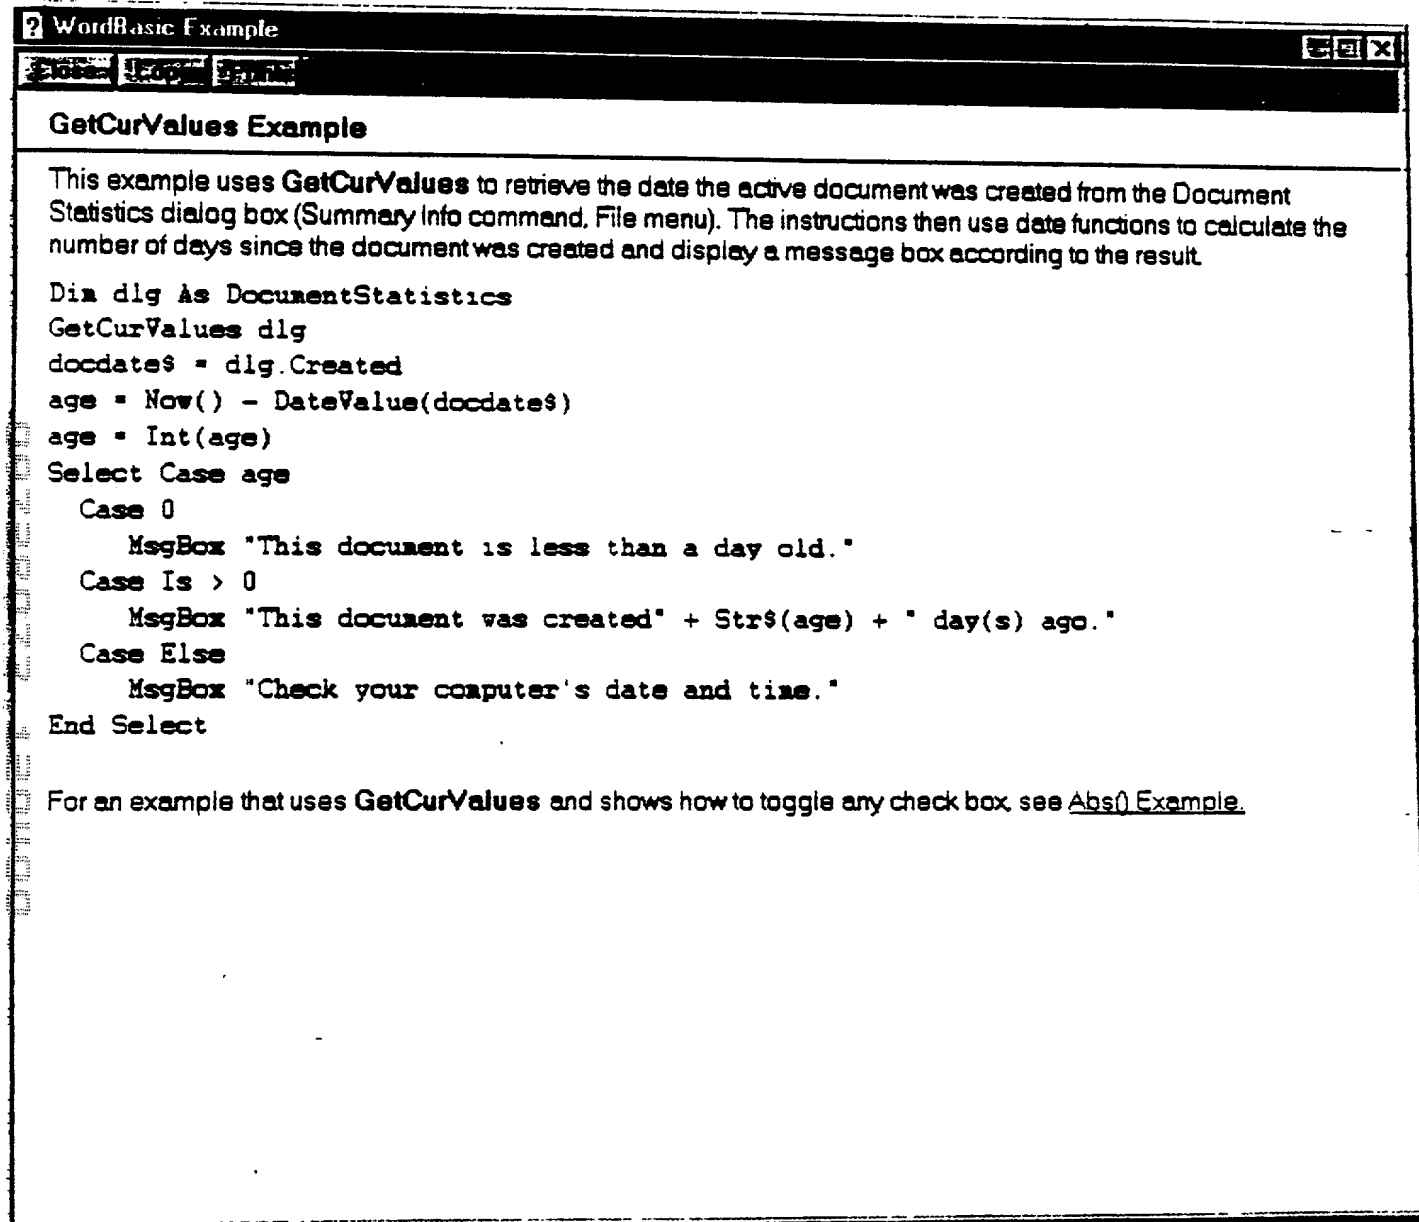 WordBasic Example
Close Copy Print
GetCurValues Example
This example uses GetCurValues to retrieve the date the active document was created from the Document
Statistics dialog box (Summary Info command, File menu). The instructions then use date functions to calculate the
number of days since the document was created and display a message box according to the result.
Dim dlg As DocumentStatistics
GetCurValues dlg
docdate$ = dlg.Created
age = Now() - DateValue(docdate$)
age = Int(age)
Select Case age
Case 0
MsgBox "This document is less than a day old."
Case Is > 0
MsgBox "This document was created" + Str$(age) + " day(s) ago."
Case Else
MsgBox "Check your computer's date and time."
End Select
For an example that uses GetCurValues and shows how to toggle any check box, see Abs() Example.